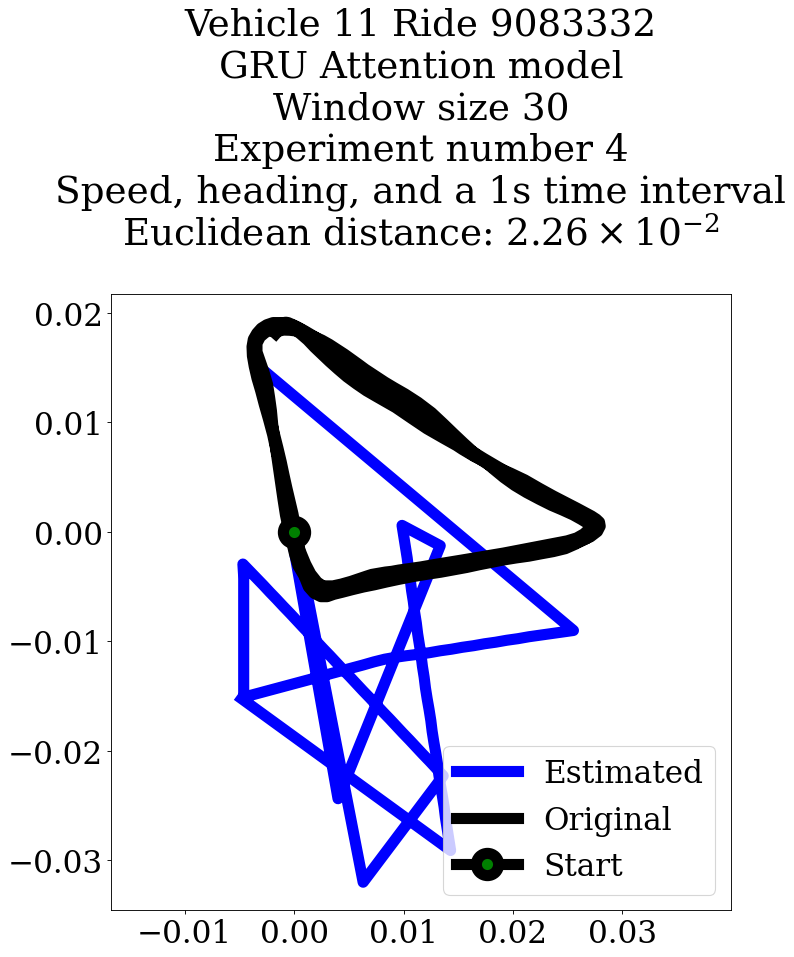 Vehicle 11 Ride 9083332
GRU Attention model
Window size 30
Experiment number 4
Speed, heading, and a 1s time interval
Euclidean distance: 2.26 × 10⁻²
0.02
0.01
0.00
−0.01
−0.02
−0.03
Estimated
Original
Start
−0.01 0.00 0.01 0.02 0.03